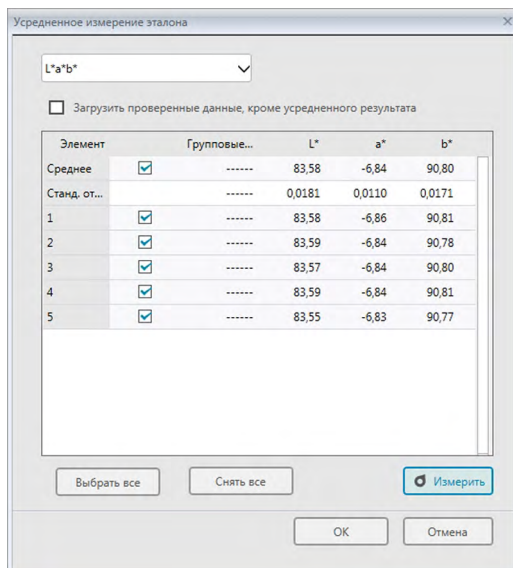 Усредненное измерение эталона
L*a*b*
Загрузить проверенные данные, кроме усредненного результата
Элемент Групповые... L* a* b*
Среднее ------ 83,58 -6,84 90,80
Станд. от... ------ 0,0181 0,0110 0,0171
1 ------ 83,58 -6,86 90,81
2 ------ 83,59 -6,84 90,78
3 ------ 83,57 -6,84 90,80
4 ------ 83,59 -6,84 90,81
5 ------ 83,55 -6,83 90,77
Выбрать все Снять все Измерить
ОК Отмена